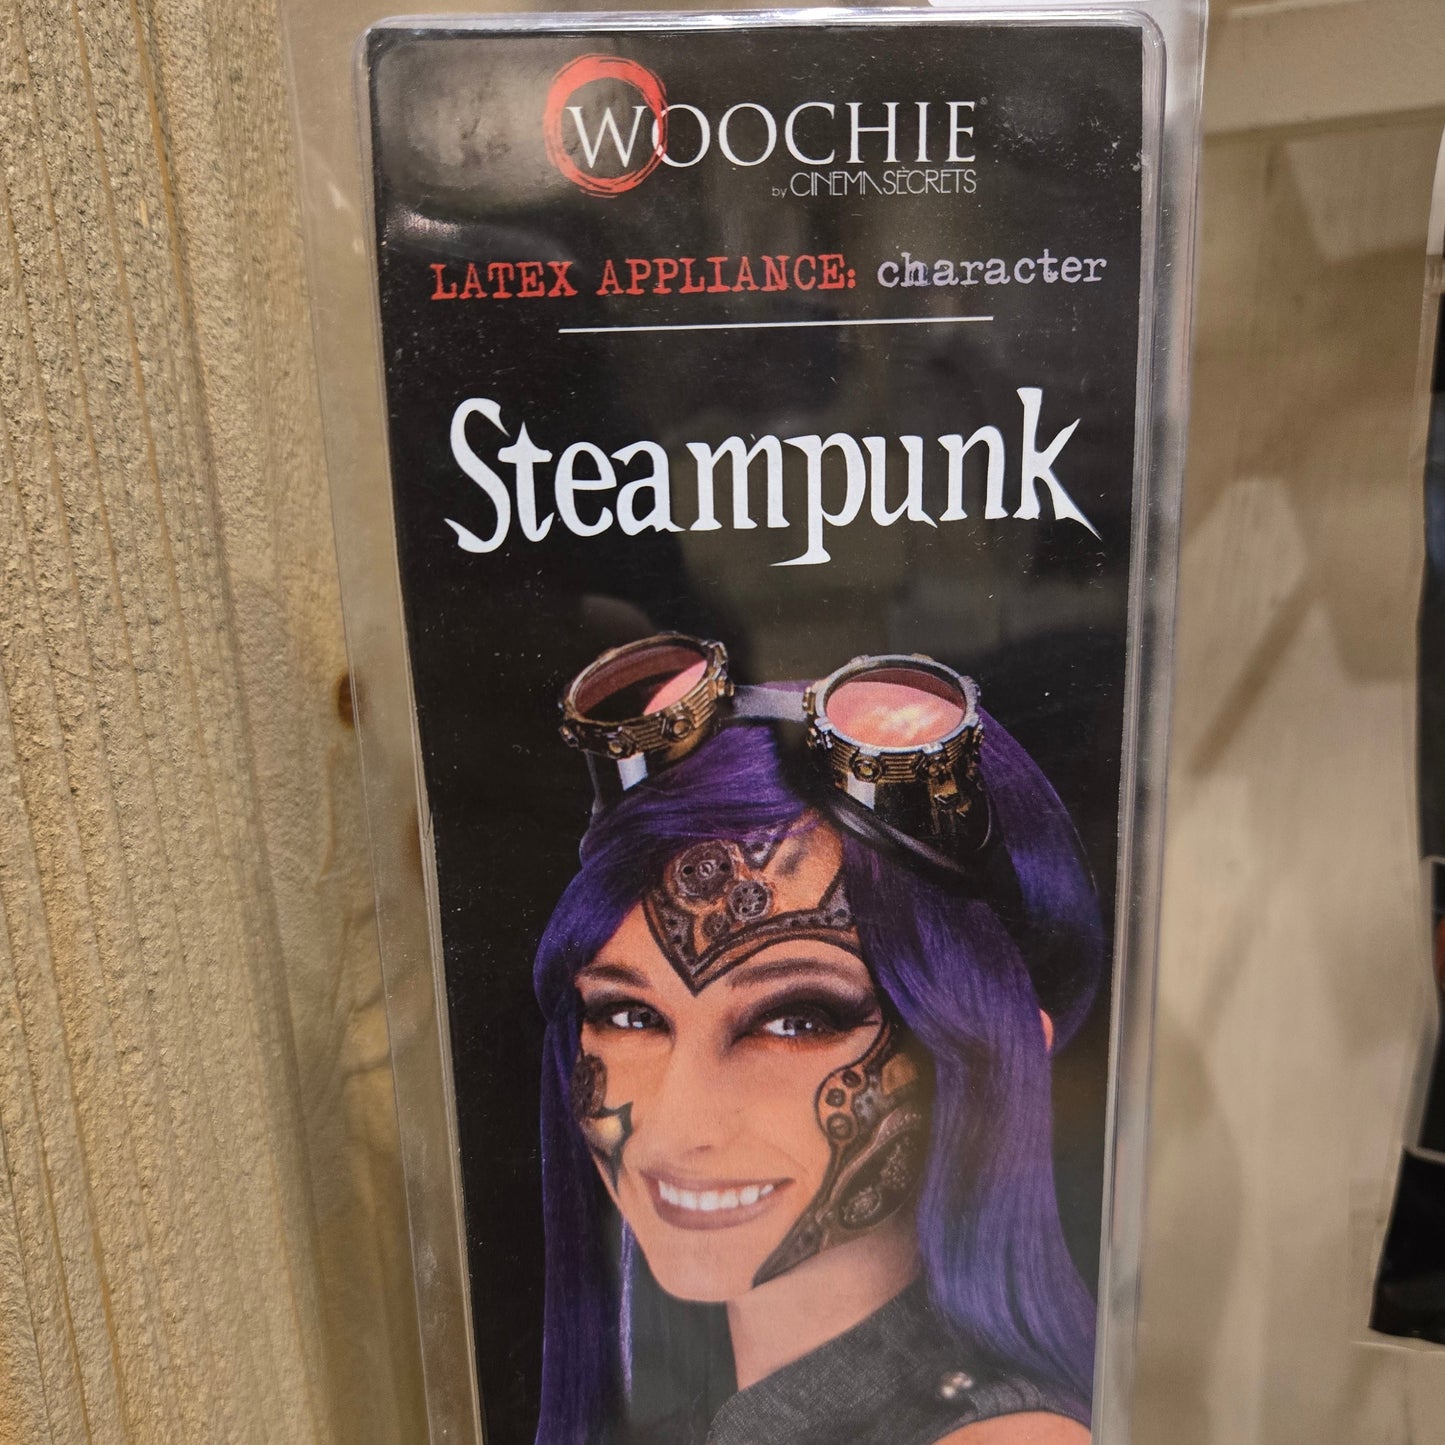 WOOCHIE®
by CINEMA SECRETS
LATEX APPLIANCE: character
Steampunk